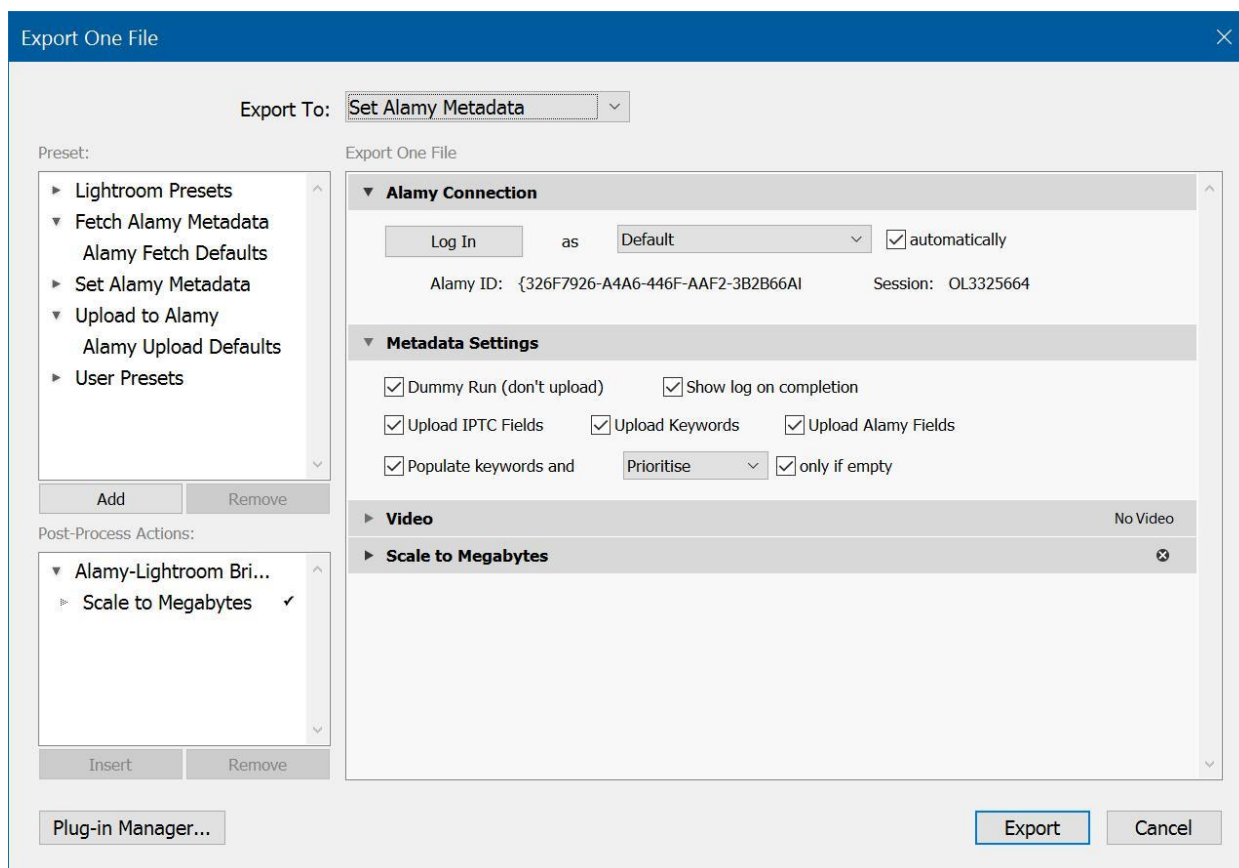 Export One File
Export To: Set Alamy Metadata
Preset:
Lightroom Presets
Fetch Alamy Metadata
Alamy Fetch Defaults
Set Alamy Metadata
Upload to Alamy
Alamy Upload Defaults
User Presets
Add Remove
Post-Process Actions:
Alamy-Lightroom Bri...
Scale to Megabytes
Insert Remove
Plug-in Manager...
Export One File
Alamy Connection
Log In as Default automatically
Alamy ID: {326F7926-A4A6-446F-AAF2-3B2B66AI Session: OL3325664
Metadata Settings
Dummy Run (don't upload) Show log on completion
Upload IPTC Fields Upload Keywords Upload Alamy Fields
Populate keywords and Prioritise only if empty
Video No Video
Scale to Megabytes
Export Cancel